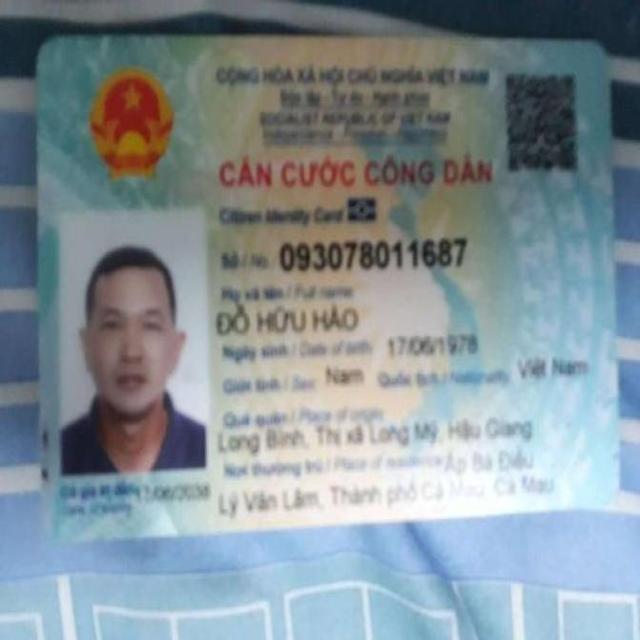 CỘNG HÒA XÃ HỘI CHỦ NGHĨA VIỆT NAM
Độc lập - Tự do - Hạnh phúc
SOCIALIST REPUBLIC OF VIET NAM
Independence - Freedom - Happiness
CĂN CƯỚC CÔNG DÂN
Citizen Identity Card
Số / No. 093078011687
Họ và tên / Full name:
ĐỖ HỮU HẢO
Ngày sinh / Date of birth: 17/06/1978
Giới tính / Sex: Nam Quốc tịch / Nationality: Việt Nam
Quê quán / Place of origin:
Long Bình, Thị xã Long Mỹ, Hậu Giang
Nơi thường trú / Place of residence: Ấp Bà Điều
Lý Văn Lâm, Thành phố Cà Mau, Cà Mau
Có giá trị đến: 17/06/2038